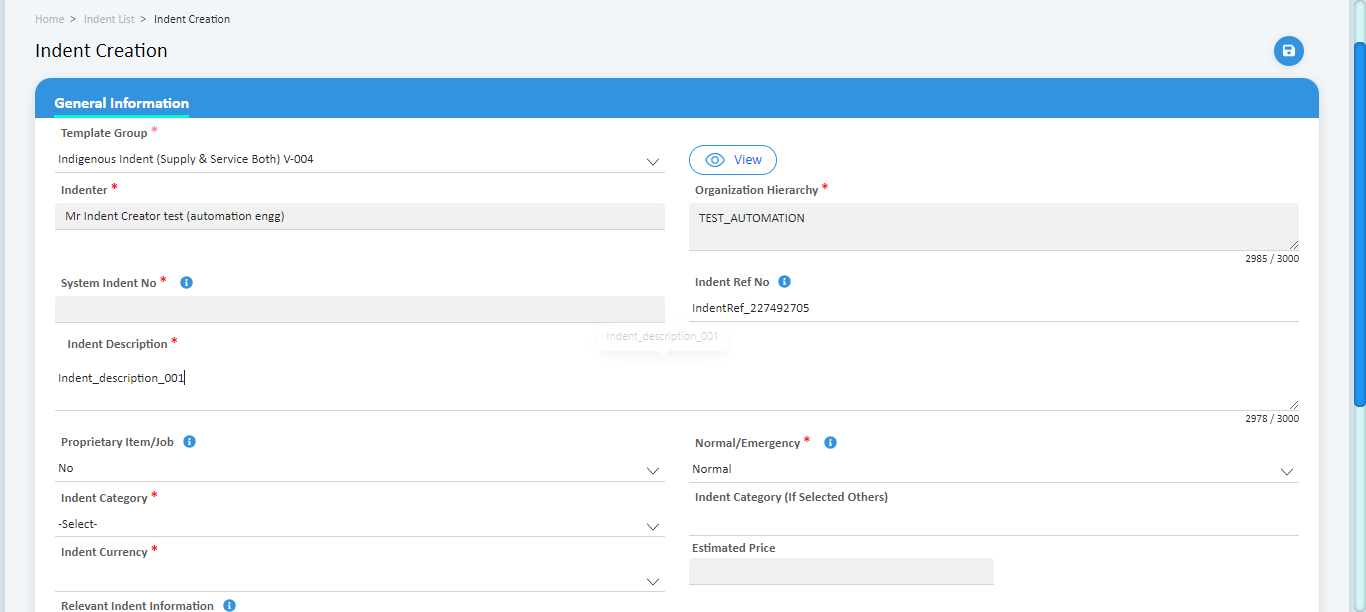 Home > Indent List > Indent Creation
Indent Creation
General Information
Template Group *
Indigenous Indent (Supply & Service Both) V-004
View
Indenter *
Organization Hierarchy *
Mr Indent Creator test (automation engg)
TEST_AUTOMATION
2985 / 3000
System Indent No *
Indent Ref No
IndentRef_227492705
Indent_description_001
Indent Description *
Indent_description_001
2978 / 3000
Proprietary Item/Job
Normal/Emergency *
No
Normal
Indent Category *
Indent Category (If Selected Others)
-Select-
Indent Currency *
Estimated Price
Relevant Indent Information